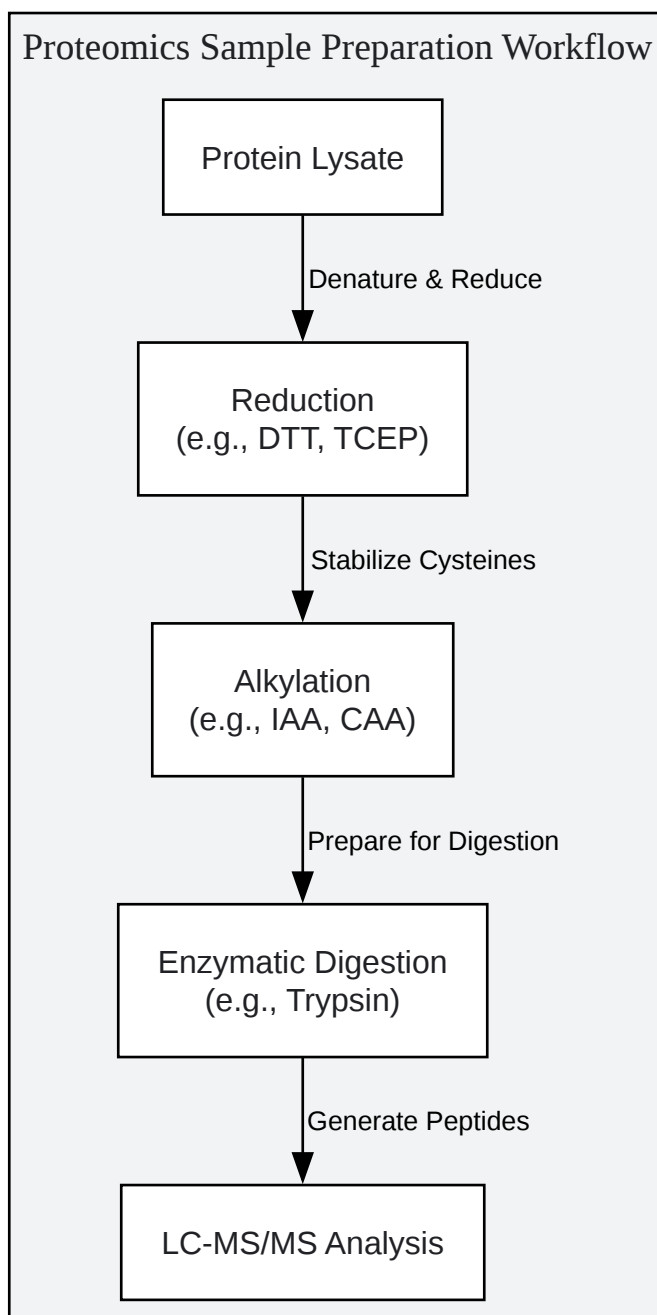 Proteomics Sample Preparation Workflow
Protein Lysate
Denature & Reduce
Reduction
(e.g., DTT, TCEP)
Stabilize Cysteines
Alkylation
(e.g., IAA, CAA)
Prepare for Digestion
Enzymatic Digestion
(e.g., Trypsin)
Generate Peptides
LC-MS/MS Analysis